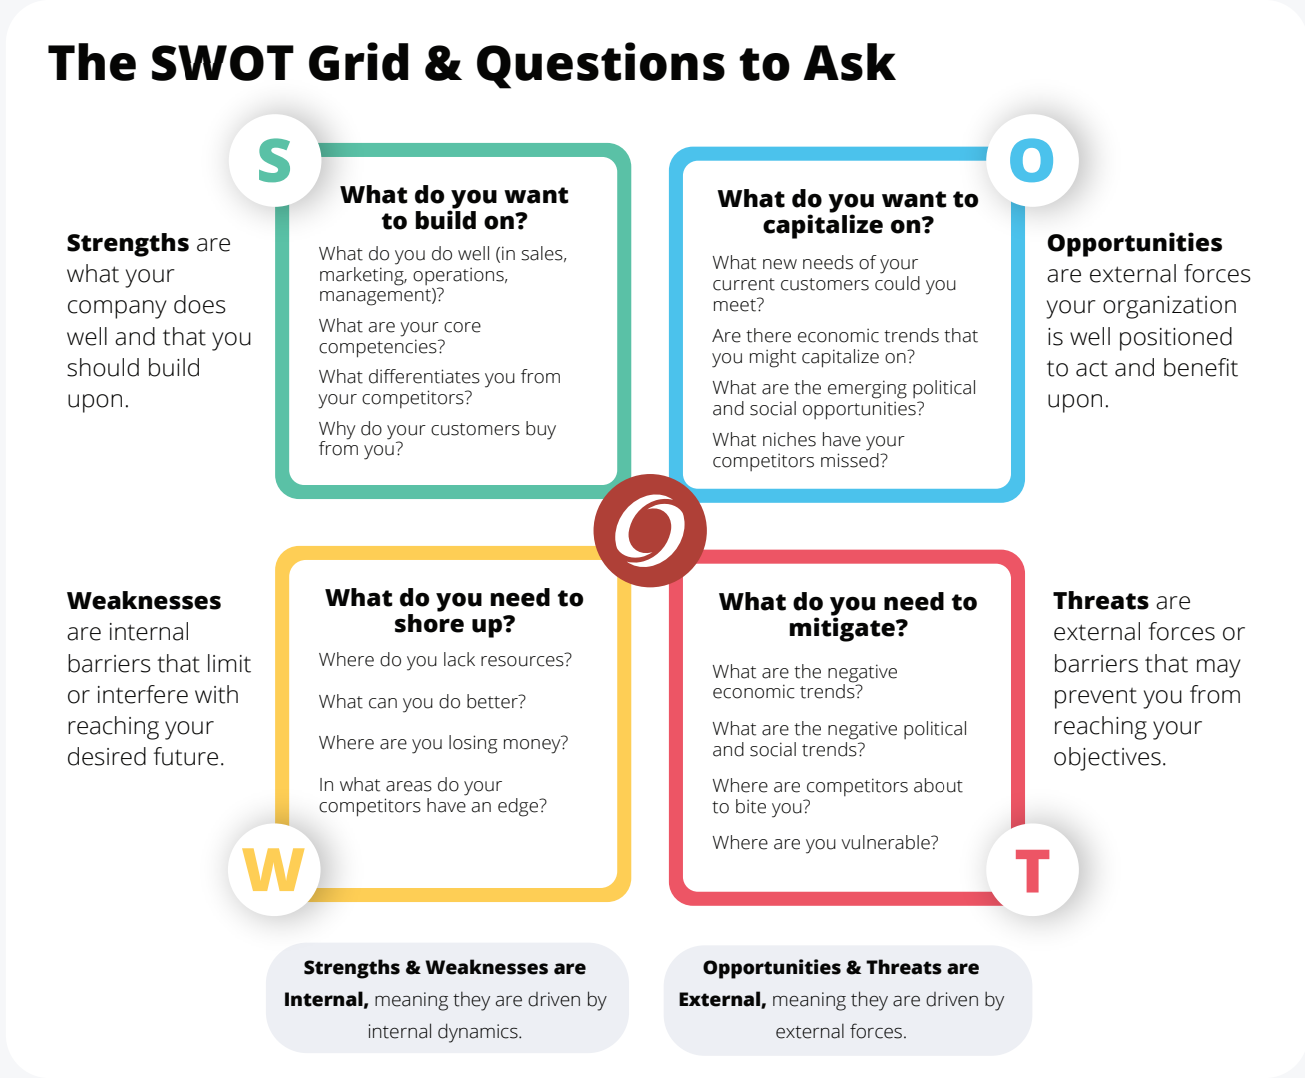 The SWOT Grid & Questions to Ask
S
What do you want
to build on?
What do you do well (in sales,
marketing, operations,
management)?
What are your core
competencies?
What differentiates you from
your competitors?
Why do your customers buy
from you?
Strengths are
what your
company does
well and that you
should build
upon.
O
What do you want to
capitalize on?
What new needs of your
current customers could you
meet?
Are there economic trends that
you might capitalize on?
What are the emerging political
and social opportunities?
What niches have your
competitors missed?
Opportunities
are external forces
your organization
is well positioned
to act and benefit
upon.
Weaknesses
are internal
barriers that limit
or interfere with
reaching your
desired future.
What do you need to
shore up?
Where do you lack resources?
What can you do better?
Where are you losing money?
In what areas do your
competitors have an edge?
W
What do you need to
mitigate?
What are the negative
economic trends?
What are the negative political
and social trends?
Where are competitors about
to bite you?
Where are you vulnerable?
T
Threats are
external forces or
barriers that may
prevent you from
reaching your
objectives.
Strengths & Weaknesses are
Internal, meaning they are driven by
internal dynamics.
Opportunities & Threats are
External, meaning they are driven by
external forces.